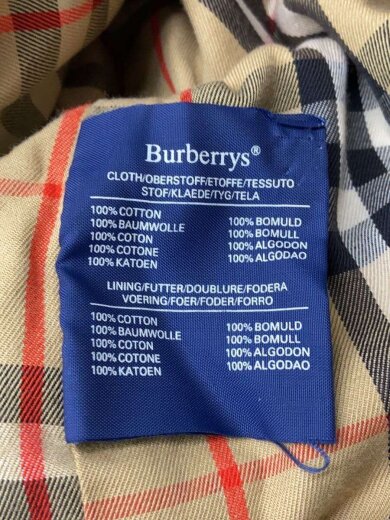 Burberrys®
CLOTH/OBERSTOFF/ETOFFE/TESSUTO
STOF/KLAEDE/TYG/TELA
100% COTTON 100% BOMULD
100% BAUMWOLLE 100% BOMULL
100% COTON 100% ALGODON
100% COTONE 100% ALGODAO
100% KATOEN
LINING/FUTTER/DOUBLURE/FODERA
VOERING/FOER/FODER/FORRO
100% COTTON 100% BOMULD
100% BAUMWOLLE 100% BOMULL
100% COTON 100% ALGODON
100% COTONE 100% ALGODAO
100% KATOEN